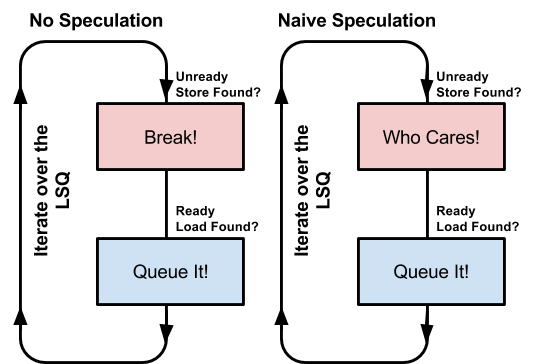 No Speculation
Unready
Store Found?
Break!
Iterate over the
LSQ
Ready
Load Found?
Queue It!
Naive Speculation
Unready
Store Found?
Who Cares!
Iterate over the
LSQ
Ready
Load Found?
Queue It!